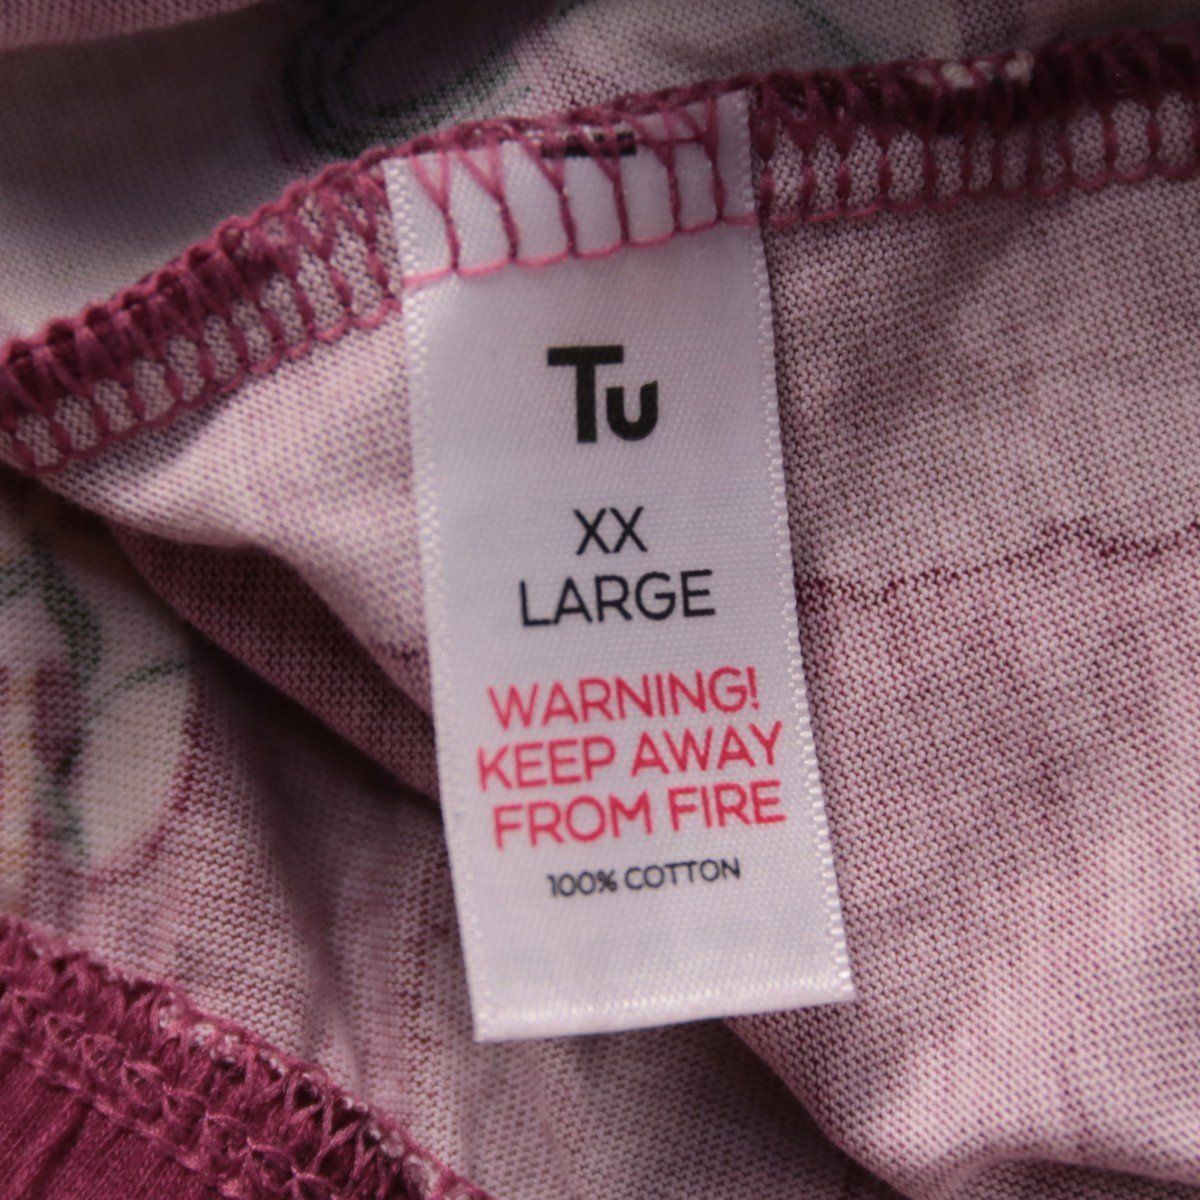 Tu
XX
LARGE
WARNING!
KEEP AWAY
FROM FIRE
100% COTTON